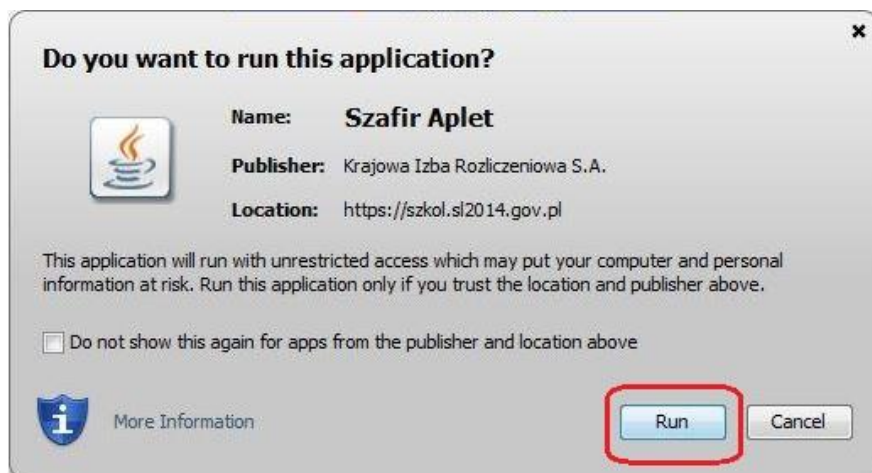 Do you want to run this application?
Name: Szafir Aplet
Publisher: Krajowa Izba Rozliczeniowa S.A.
Location: https://szkol.sl2014.gov.pl
This application will run with unrestricted access which may put your computer and personal
information at risk. Run this application only if you trust the location and publisher above.
Do not show this again for apps from the publisher and location above
More Information
Run
Cancel